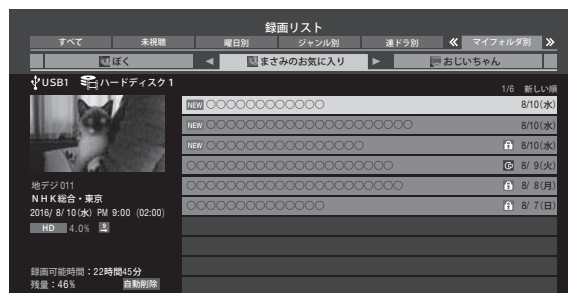 録画リスト
すべて 未視聴 曜日別 ジャンル別 連ドラ別 マイフォルダ別
ぼく まさみのお気に入り おじいちゃん
USB1 ハードディスク1
1/6 新しい順
NEW ○○○○○○○○○○○○ 8/10(水)
NEW ○○○○○○○○○○○○○○○○○○○○○ 8/10(水)
NEW ○○○○○○○○○○○○○○○○ 8/10(水)
○○○○○○○○○○○○○○○○○○○○○ G 8/ 9(火)
○○○○○○○○○○○○○○○○○○○○○○ 8/ 8(月)
○○○○○○○○○○○○○○ 8/ 7(日)
地デジ011
NHK総合・東京
2016/ 8/10(水) PM 9:00 (02:00)
HD 4.0%
録画可能時間：22時間45分
残量：46% 自動削除